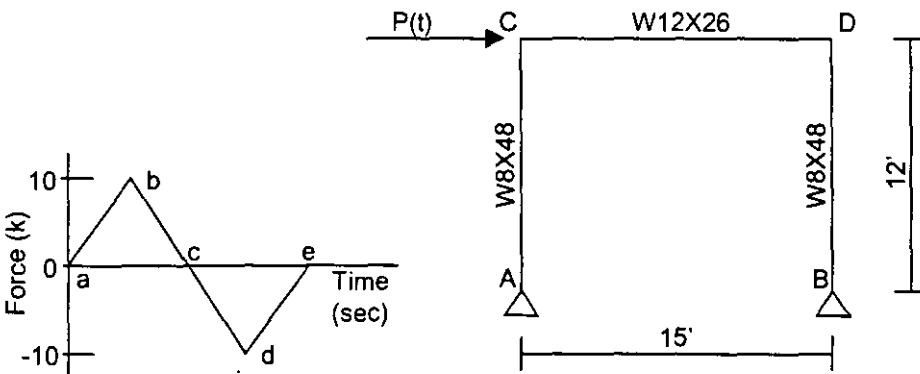 P(t)
C
W12X26
D
W8X48
W8X48
12'
A
B
15'
Force (k)
10
0
-10
a
b
c
d
e
Time
(sec)